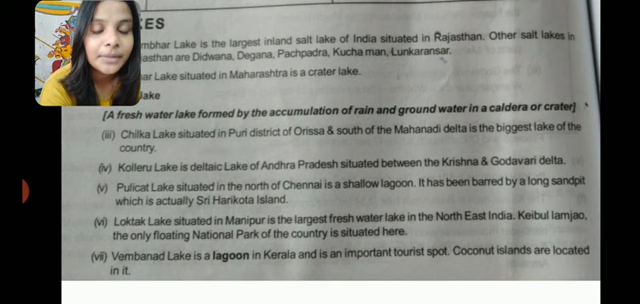 ES
mbhar Lake is the largest inland salt lake of India situated in Rajasthan. Other salt lakes in
asthan are Didwana, Degana, Pachpadra, Kucha man, Lunkaransar.
ar Lake situated in Maharashtra is a crater lake.
lake
[A fresh water lake formed by the accumulation of rain and ground water in a caldera or crater]
(iii) Chilka Lake situated in Puri district of Orissa & south of the Mahanadi delta is the biggest lake of the
country.
(iv) Kolleru Lake is deltaic Lake of Andhra Pradesh situated between the Krishna & Godavari delta.
(v) Pulicat Lake situated in the north of Chennai is a shallow lagoon. It has been barred by a long sandpit
which is actually Sri Harikota Island.
(vi) Loktak Lake situated in Manipur is the largest fresh water lake in the North East India. Keibul lamjao,
the only floating National Park of the country is situated here.
(vii) Vembanad Lake is a lagoon in Kerala and is an important tourist spot. Coconut islands are located
in it.